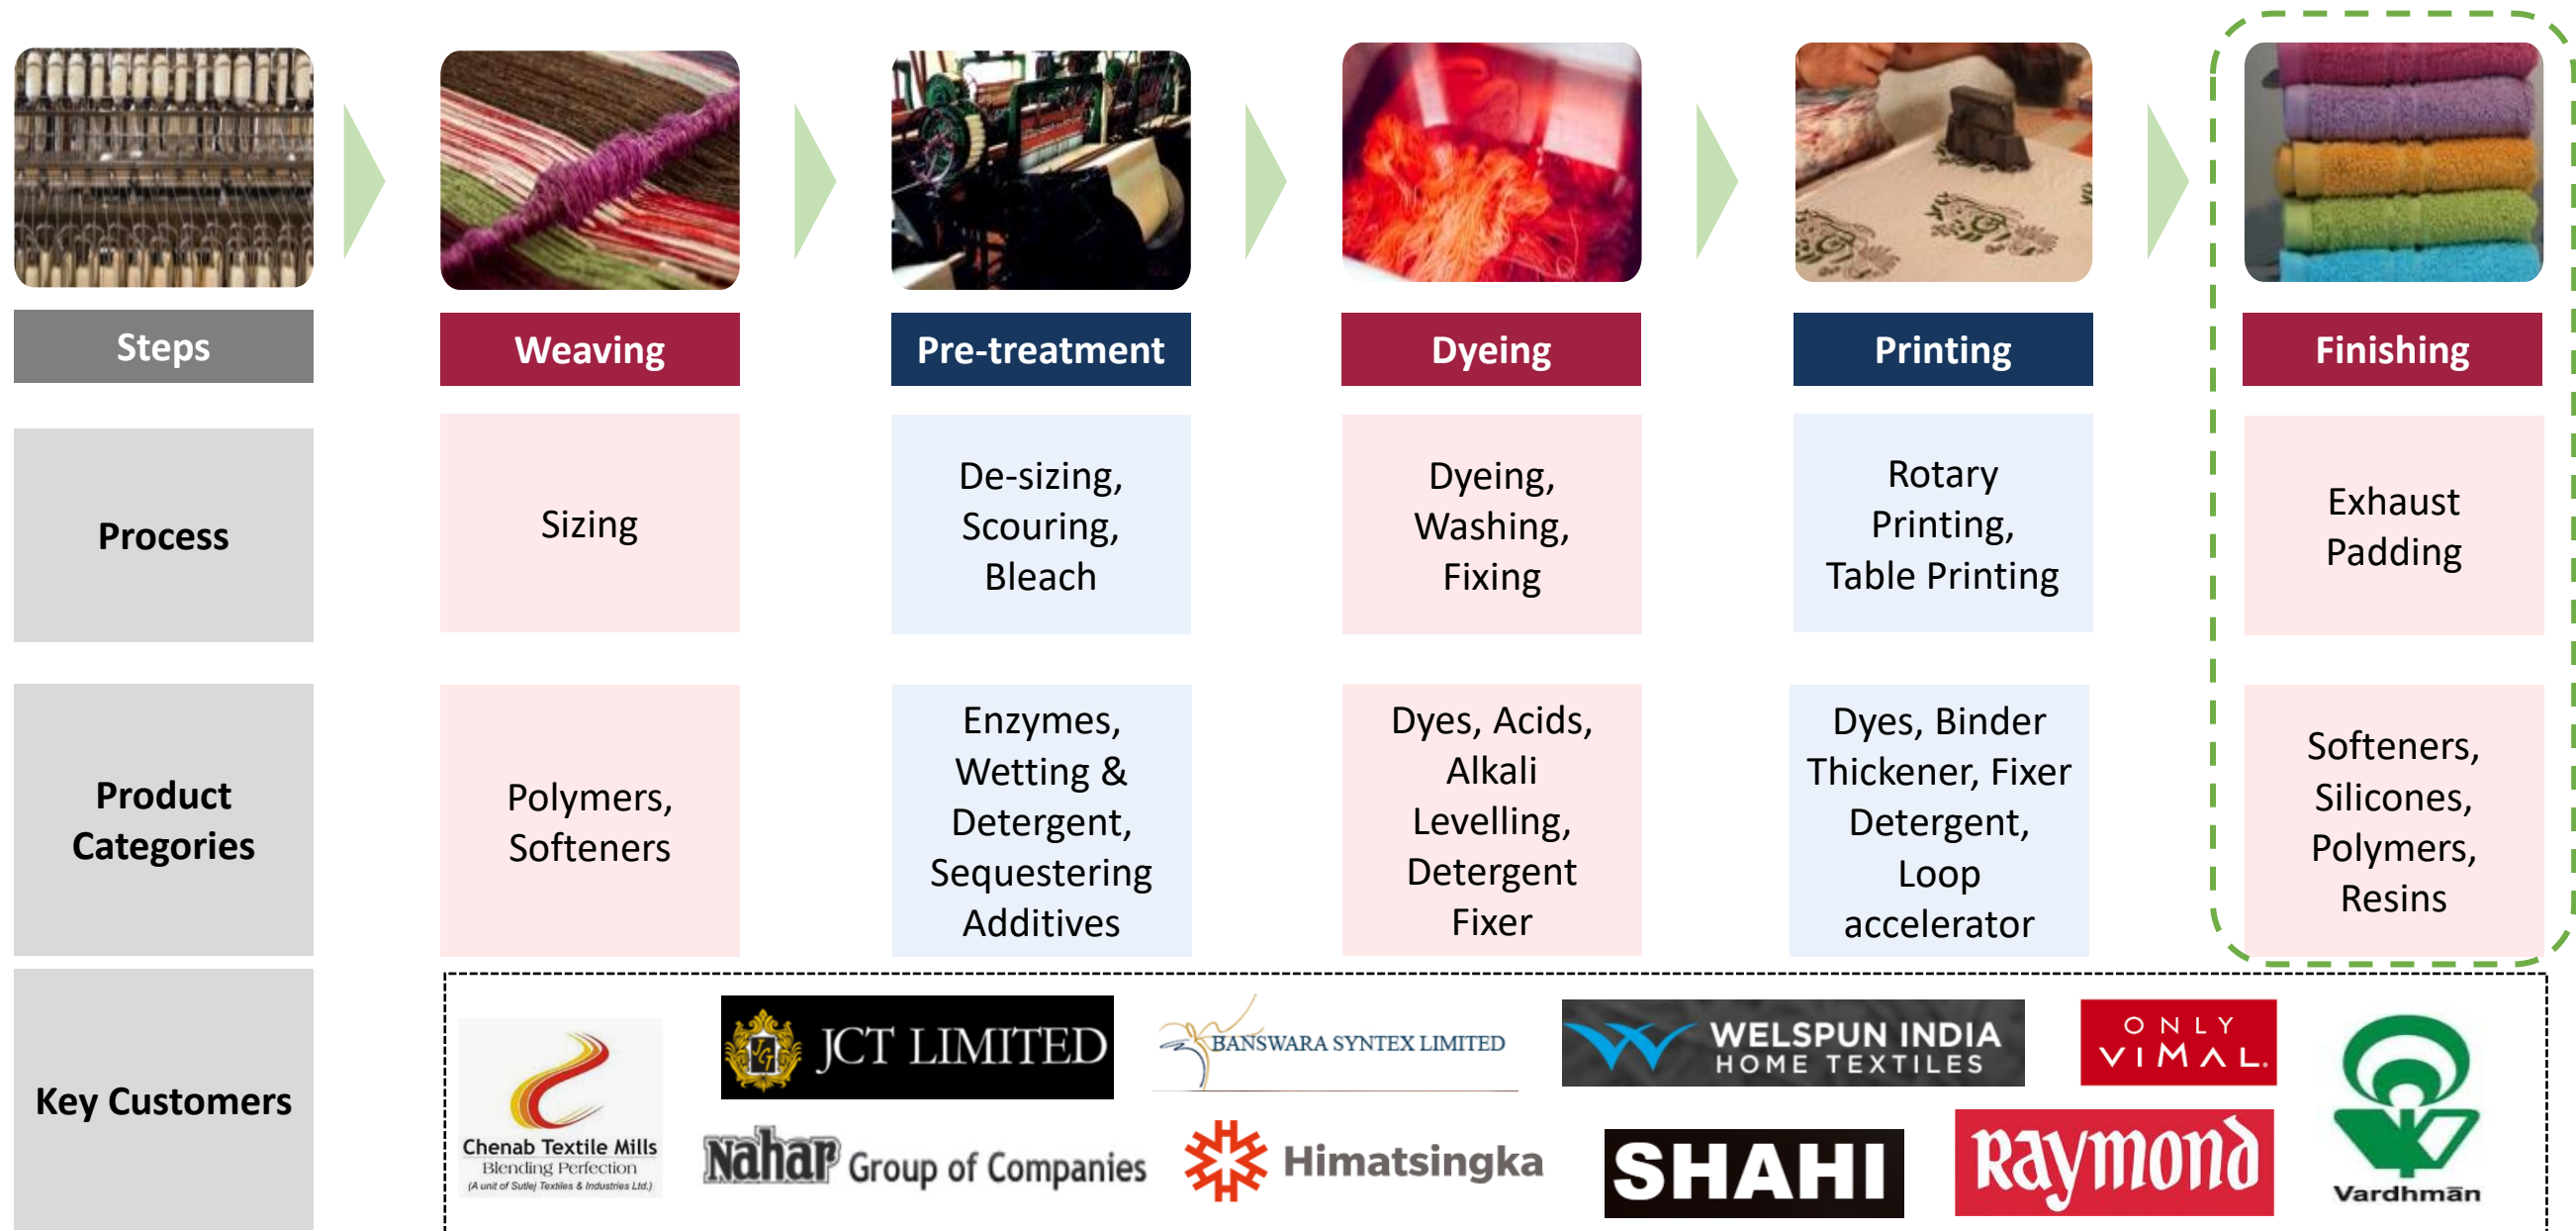 Steps
Weaving
Pre-treatment
Dyeing
Printing
Finishing
Process
Sizing
De-sizing,
Scouring,
Bleach
Dyeing,
Washing,
Fixing
Rotary
Printing,
Table Printing
Exhaust
Padding
Product
Categories
Polymers,
Softeners
Enzymes,
Wetting &
Detergent,
Sequestering
Additives
Dyes, Acids,
Alkali
Levelling,
Detergent
Fixer
Dyes, Binder
Thickener, Fixer
Detergent,
Loop
accelerator
Softeners,
Silicones,
Polymers,
Resins
Key Customers
Chenab Textile Mills
Blending Perfection
(A unit of Sutlej Textiles & Industries Ltd.)
JCT
JCT LIMITED
BANSWARA SYNTEX LIMITED
WELSPUN INDIA
HOME TEXTILES
ONLY
VIMAL.
Nahar Group of Companies
Himatsingka
SHAHI
Raymond
Vardhmān